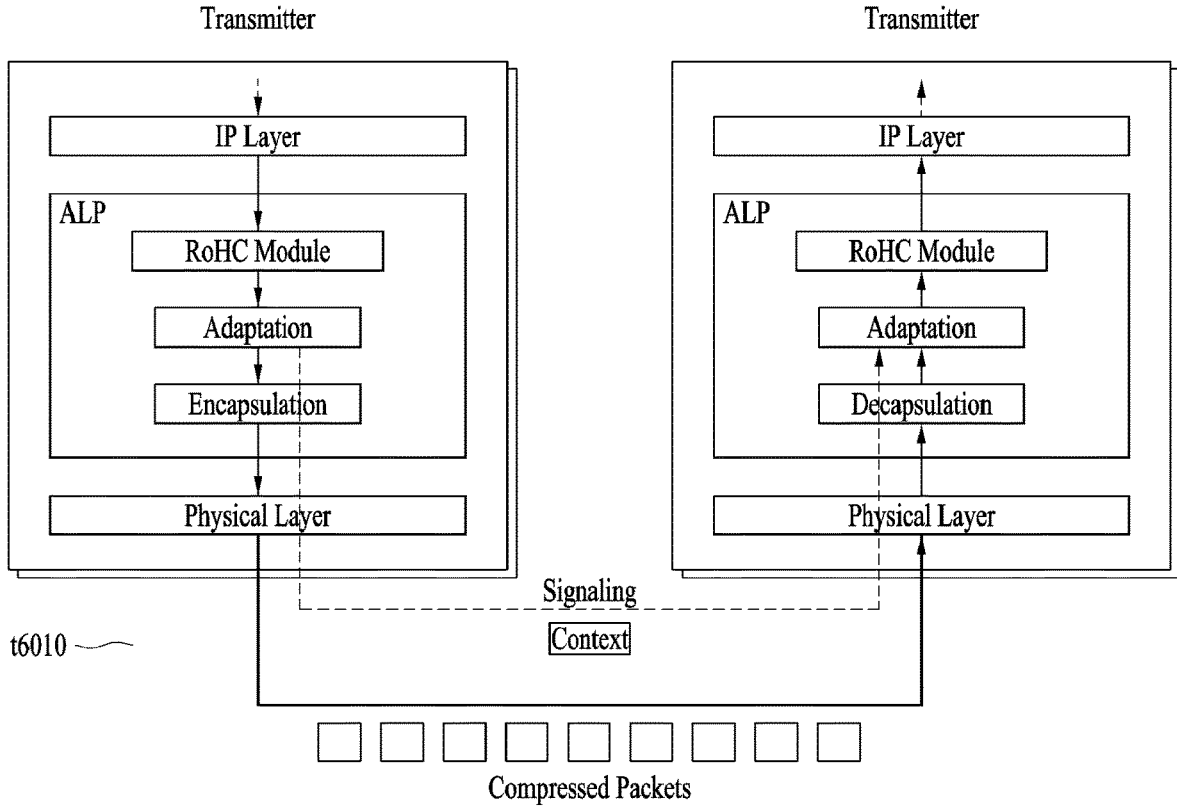 Transmitter
IP Layer
ALP
RoHC Module
Adaptation
Encapsulation
Physical Layer
Transmitter
IP Layer
ALP
RoHC Module
Adaptation
Decapsulation
Physical Layer
Signaling
Context
t6010
Compressed Packets